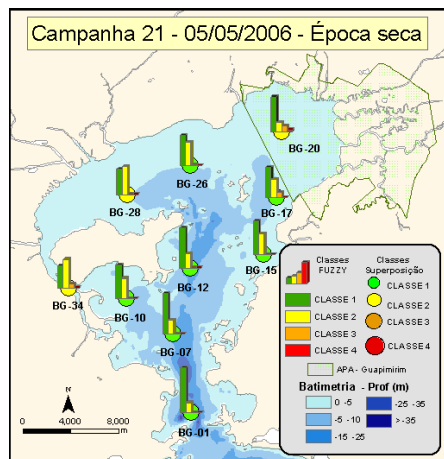 Campanha 21 - 05/05/2006 - Época seca
BG-20
BG-26
BG-28
BG-17
BG-15
BG-12
BG-34
BG-10
BG-07
BG-01
N
0 4,000 8,000
m
Classes FUZZY
CLASSE 1
CLASSE 2
CLASSE 3
CLASSE 4
Classes Superposição
CLASSE 1
CLASSE 2
CLASSE 3
CLASSE 4
APA - Guapimirim
Batimetria - Prof (m)
0 -5
-5 -10
-15 -25
-25 -35
>-35